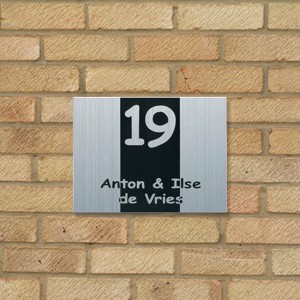 19
Anton & Ilse
de Vries